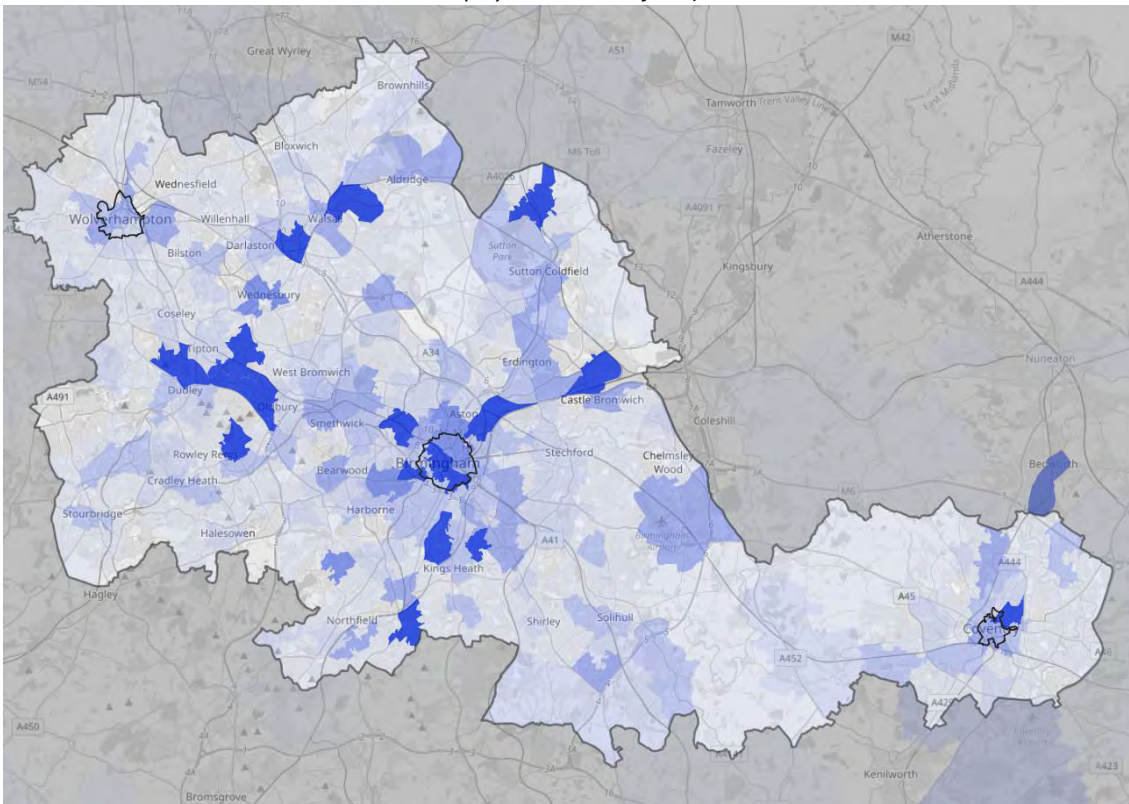 Great Wyrley
A51
M42
M54
Brownhills
Tamworth
Trent Valley Line
Bloxwich
M6 Toll
Fazeley
Wednesfield
Aldridge
A4091
Wolverhampton
Willenhall
Walsall
Darlaston
Sutton
Park
Atherstone
Bilston
Sutton Coldfield
Kingsbury
A444
Wednesbury
Coseley
A34
Tipton
Erdington
Nuneaton
West Bromwich
Dudley
A491
Oldbury
Castle Bromwich
Aston
Coleshill
Smethwick
Rowley Regis
Stechford
Chelmsley
Wood
Bearwood
Birmingham
Bedworth
Cradley Heath
M6
Stourbridge
Harborne
Halesowen
A41
Birmingham
Airport
A444
Kings Heath
Hagley
A45
Northfield
Shirley
Solihull
Coventry
A452
A46
A429
A450
A423
Kenilworth
Bromsgrove